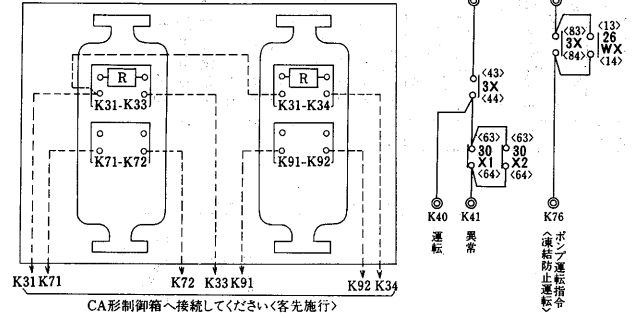 R
K31-K33
K71-K72
R
K31-K34
K91-K92
K31 K71
K72
K33 K91
K92 K34
CA形制御箱へ接続してください<客先施行>
<43>
3X
<44>
<63>
30
X1
<64>
<63>
30
X2
<64>
K40
運転
K41
異常
<83>
3X
<84>
<13>
26
WX
<14>
K76
ポンプ運転指令
<凍結防止運転>